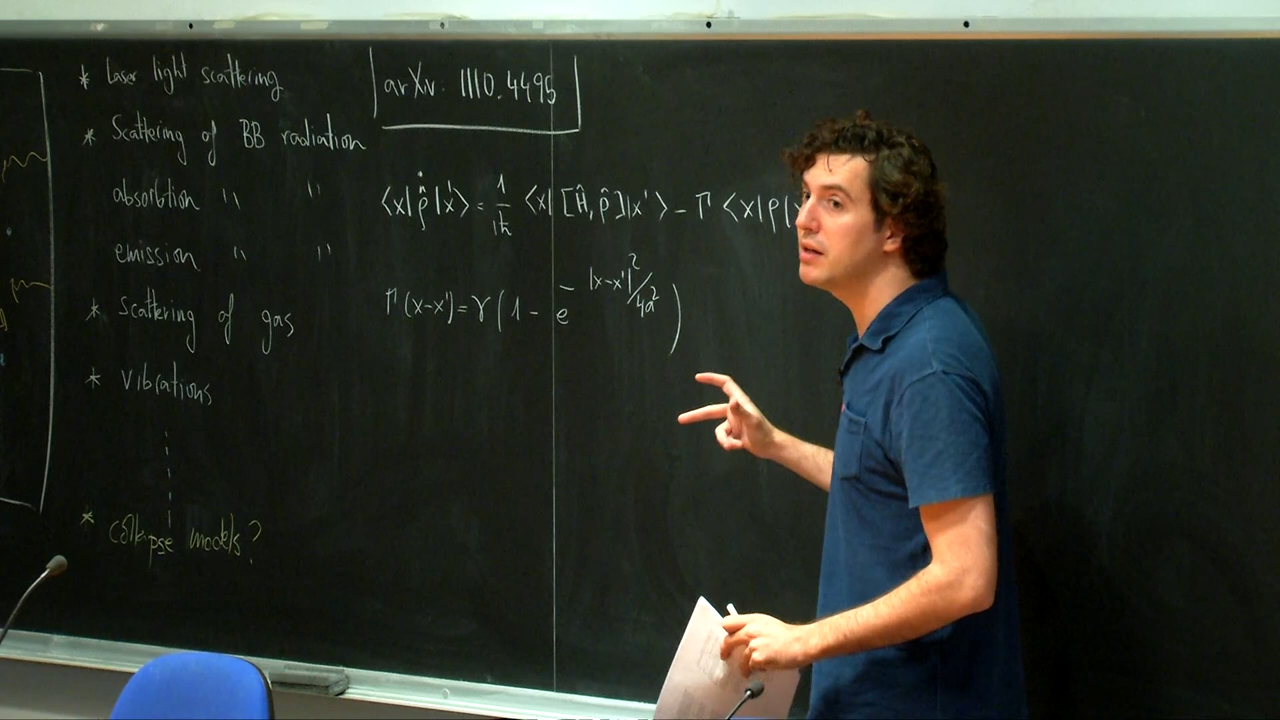 * Laser light scattering
* Scattering of BB radiation
absorbtion " "
emission " "
* Scattering of gas
* vibrations
* collapse models?
arXiv. 1110.4495
⟨x|ρ̂̇|x'⟩ = 1/iħ ⟨x|[Ĥ,ρ̂]|x'⟩ - Γ ⟨x|ρ|
Γ(x-x') = γ(1 - e^{-|x-x'|²/4a²})